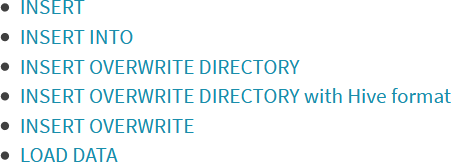 INSERT
INSERT INTO
INSERT OVERWRITE DIRECTORY
INSERT OVERWRITE DIRECTORY with Hive format
INSERT OVERWRITE
LOAD DATA